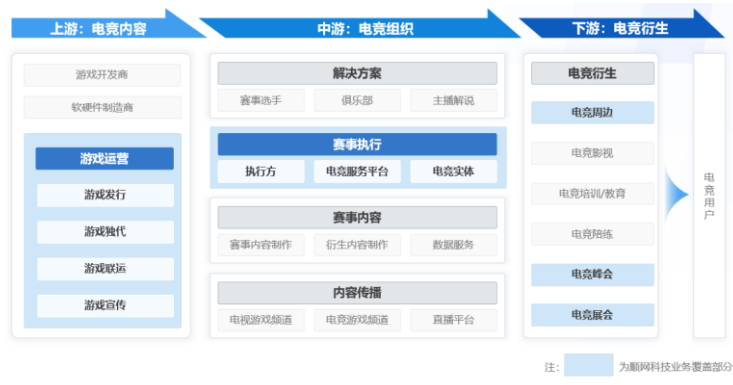 上游：电竞内容
中游：电竞组织
下游：电竞衍生
游戏开发商
软硬件制造商
游戏运营
游戏发行
游戏独代
游戏联运
游戏宣传
解决方案
赛事选手 俱乐部 主播解说
赛事执行
执行方 电竞服务平台 电竞实体
赛事内容
赛事内容制作 衍生内容制作 数据服务
内容传播
电视游戏频道 电竞游戏频道 直播平台
电竞衍生
电竞周边
电竞影视
电竞培训/教育
电竞陪练
电竞峰会
电竞展会
电竞用户
注： 为顺网科技业务覆盖部分